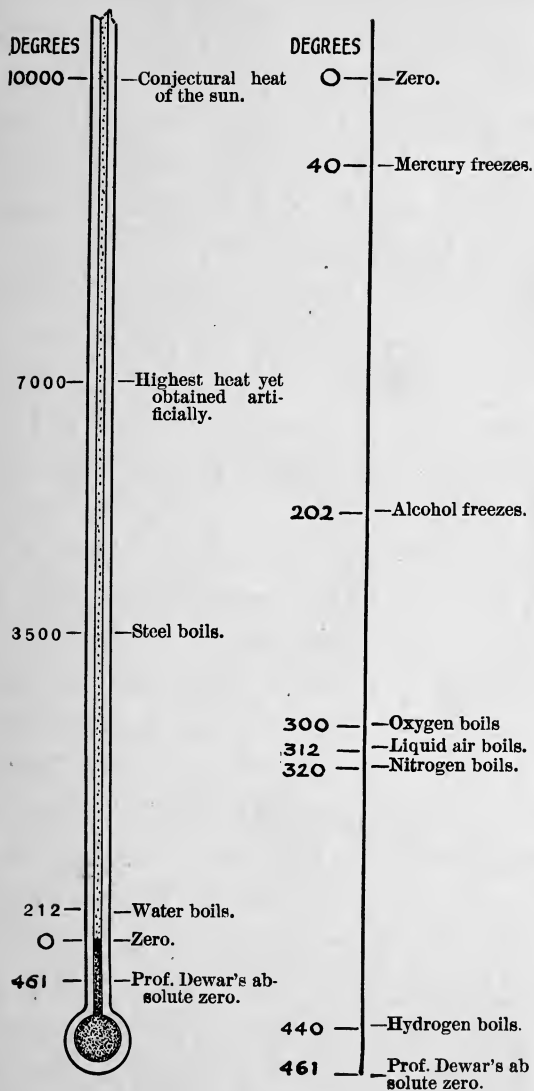 DEGREES
10000 — Conjectural heat
of the sun.
7000 — Highest heat yet
obtained arti-
ficially.
3500 — Steel boils.
212 — Water boils.
0 — Zero.
461 — Prof. Dewar's ab-
solute zero.
DEGREES
0 — Zero.
40 — Mercury freezes.
202 — Alcohol freezes.
300 — Oxygen boils
312 — Liquid air boils.
320 — Nitrogen boils.
440 — Hydrogen boils.
461 — Prof. Dewar's ab
solute zero.